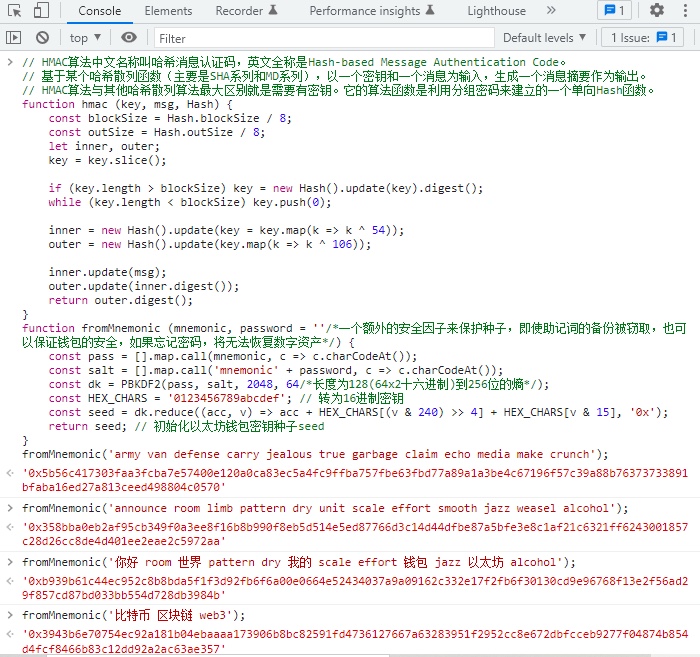 Console Elements Recorder Performance insights Lighthouse » 1
top ▾ Filter Default levels ▾ 1 Issue: 1
> // HMAC算法中文名称叫哈希消息认证码，英文全称是Hash-based Message Authentication Code。
// 基于某个哈希散列函数（主要是SHA系列和MD系列），以一个密钥和一个消息为输入，生成一个消息摘要作为输出。
// HMAC算法与其他哈希散列算法最大区别就是需要有密钥。它的算法函数是利用分组密码来建立的一个单向Hash函数。
function hmac (key, msg, Hash) {
const blockSize = Hash.blockSize / 8;
const outSize = Hash.outSize / 8;
let inner, outer;
key = key.slice();
if (key.length > blockSize) key = new Hash().update(key).digest();
while (key.length < blockSize) key.push(0);
inner = new Hash().update(key = key.map(k => k ^ 54));
outer = new Hash().update(key.map(k => k ^ 106));
inner.update(msg);
outer.update(inner.digest());
return outer.digest();
}
function fromMnemonic (mnemonic, password = ''/*一个额外的安全因子来保护种子，即使助记词的备份被窃取，也可
以保证钱包的安全，如果忘记密码，将无法恢复数字资产*/) {
const pass = [].map.call(mnemonic, c => c.charCodeAt());
const salt = [].map.call('mnemonic' + password, c => c.charCodeAt());
const dk = PBKDF2(pass, salt, 2048, 64/*长度为128(64x2十六进制)到256位的熵*/);
const HEX_CHARS = '0123456789abcdef'; // 转为16进制密钥
const seed = dk.reduce((acc, v) => acc + HEX_CHARS[(v & 240) >> 4] + HEX_CHARS[v & 15], '0x');
return seed; // 初始化以太坊钱包密钥种子seed
}
fromMnemonic('army van defense carry jealous true garbage claim echo media make crunch');
'0x5b56c417303faa3fcba7e57400e120a0ca83ec5a4fc9ffba757fbe63fbd77a89a1a3be4c67196f57c39a88b76373733891
bfaba16ed27a813ceed498804c0570'
> fromMnemonic('announce room limb pattern dry unit scale effort smooth jazz weasel alcohol');
'0x358bba0eb2af95cb349f0a3ee8f16b8b990f8eb5d514e5ed87766d3c14d44dfbe87a5bfe3e8c1af21c6321ff6243001857
c28d26cc8de4d401ee2eae2c5972aa'
> fromMnemonic('你好 room 世界 pattern dry 我的 scale effort 钱包 jazz 以太坊 alcohol');
'0xb939b61c44ec952c8b8bda5f1f3d92fb6f6a00e0664e52434037a9a09162c332e17f2fb6f30130cd9e96768f13e2f56ad2
9f857cd87bd033bb554d728db3984b'
> fromMnemonic('比特币 区块链 web3');
'0x3943b6e70754ec92a181b04ebaaaa173906b8bc82591fd4736127667a63283951f2952cc8e672dbfcceb9277f04874b854
d4fcf8466b83c12dd92a2ac63ae357'